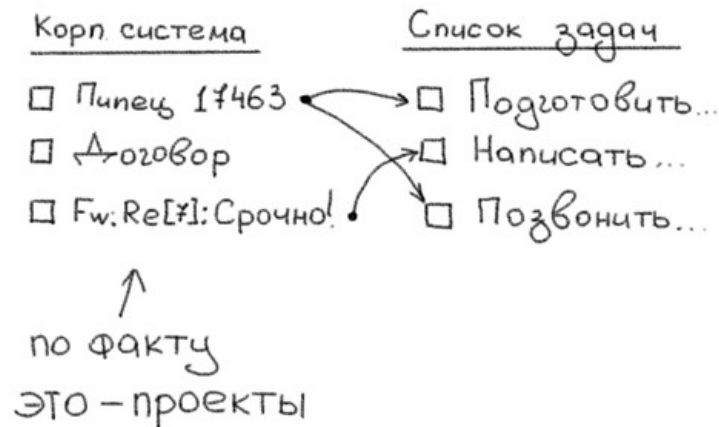 Корп. система
Список задач
Пипец 17463
Подготовить...
Договор
Написать...
Fw:Re[7]:Срочно!
Позвонить...
по факту
это – проекты